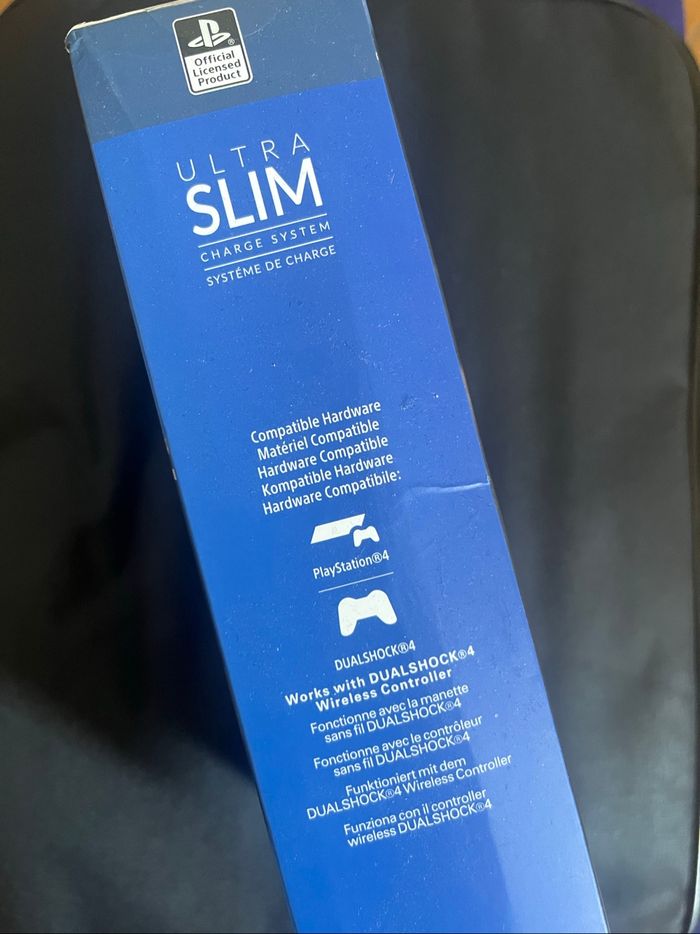 Official
Licensed
Product
ULTRA
SLIM
CHARGE SYSTEM
SYSTÉME DE CHARGE
Compatible Hardware
Matériel Compatible
Hardware Compatible
Kompatible Hardware
Hardware Compatibile:
PlayStation®4
DUALSHOCK®4
Works with DUALSHOCK®4
Wireless Controller
Fonctionne avec la manette
sans fil DUALSHOCK®4
Fonctionne avec le contrôleur
sans fil DUALSHOCK®4
Funktioniert mit dem
DUALSHOCK®4 Wireless Controller
Funziona con il controller
wireless DUALSHOCK®4